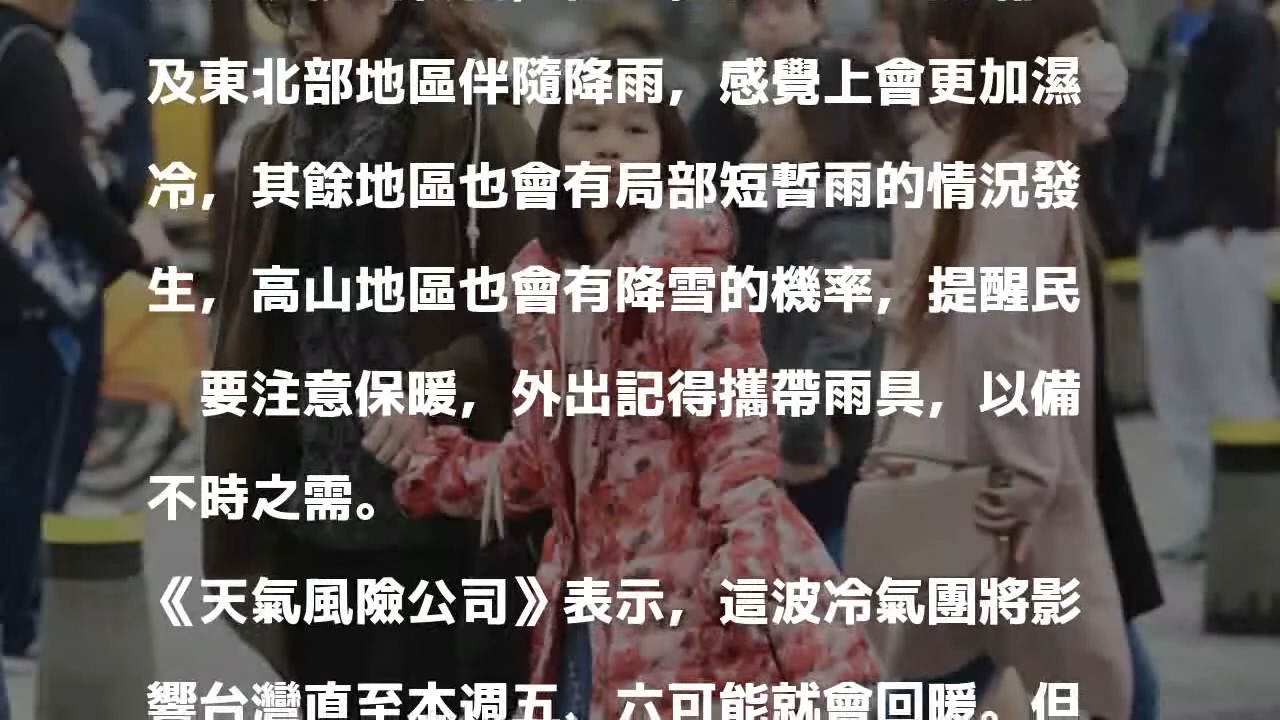 及東北部地區伴隨降雨，感覺上會更加濕
冷，其餘地區也會有局部短暫雨的情況發
生，高山地區也會有降雪的機率，提醒民
要注意保暖，外出記得攜帶雨具，以備
不時之需。
《天氣風險公司》表示，這波冷氣團將影
響台灣直至本週五、六可能就會回暖。但